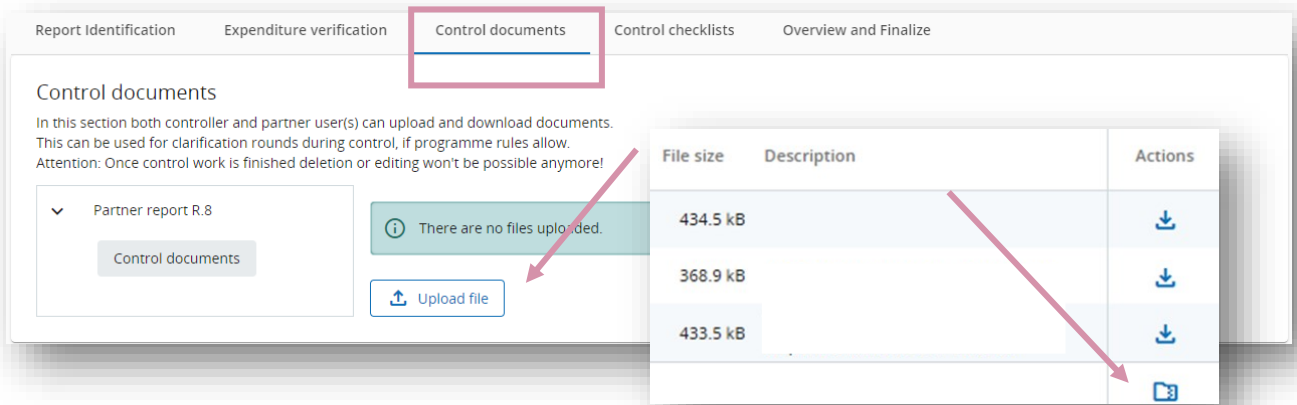 Report Identification Expenditure verification Control documents Control checklists Overview and Finalize
Control documents
In this section both controller and partner user(s) can upload and download documents.
This can be used for clarification rounds during control, if programme rules allow.
Attention: Once control work is finished deletion or editing won't be possible anymore!
Partner report R.8
Control documents
There are no files uploaded.
Upload file
File size Description Actions
434.5 kB
368.9 kB
433.5 kB